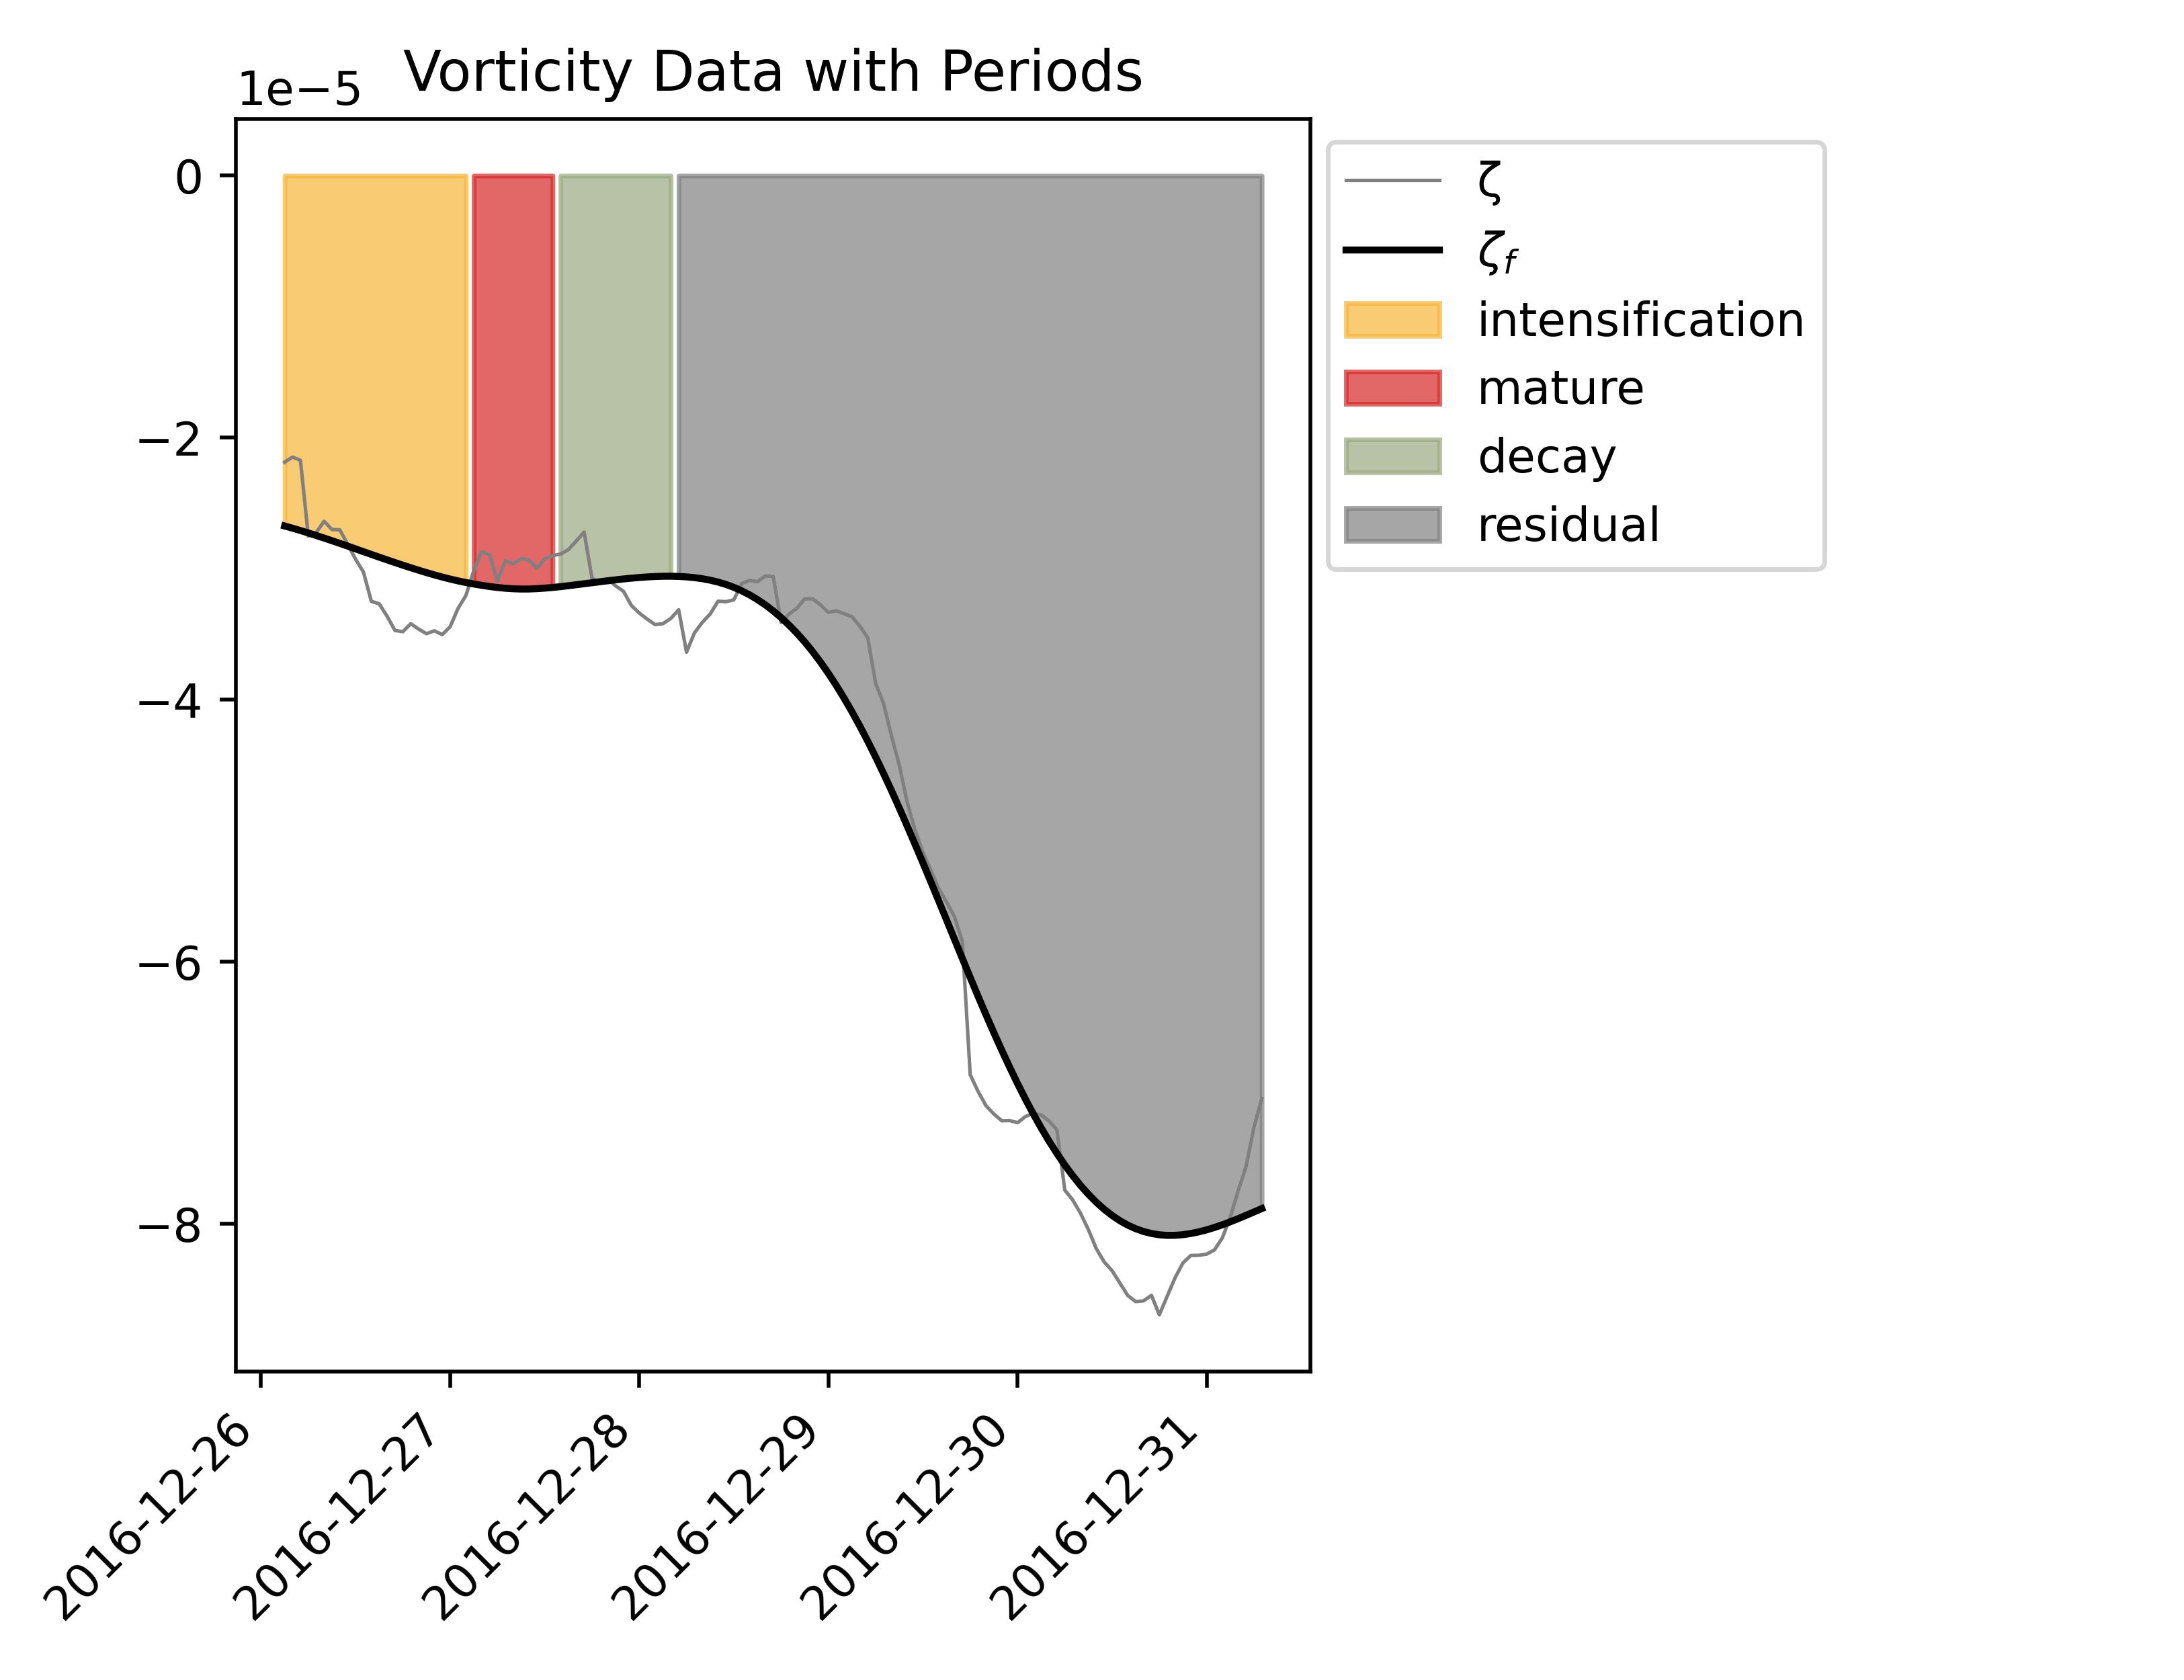 Vorticity Data with Periods
1e−5
0
−2
−4
−6
−8
2016-12-26
2016-12-27
2016-12-28
2016-12-29
2016-12-30
2016-12-31
ζ
ζf
intensification
mature
decay
residual